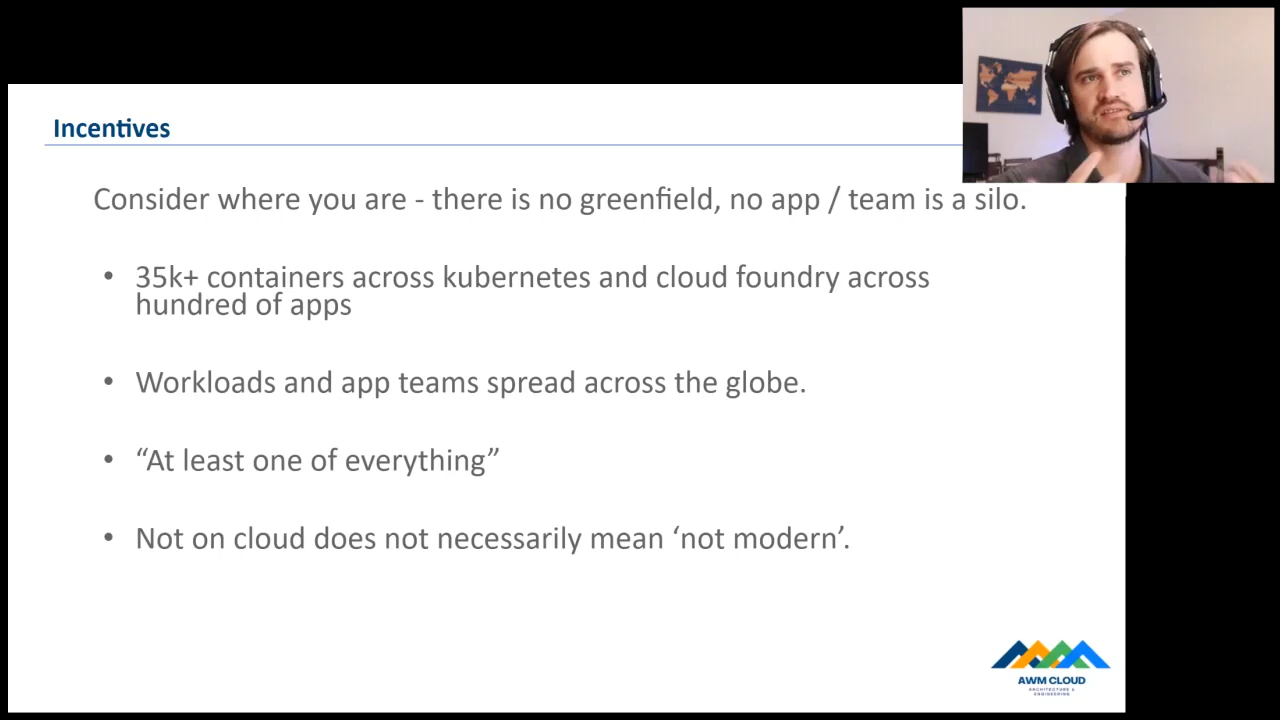 Incentives
Consider where you are - there is no greenfield, no app / team is a silo.
• 35k+ containers across kubernetes and cloud foundry across
hundred of apps
• Workloads and app teams spread across the globe.
• “At least one of everything”
• Not on cloud does not necessarily mean ‘not modern’.
AWM CLOUD
ARCHITECTURE &
ENGINEERING